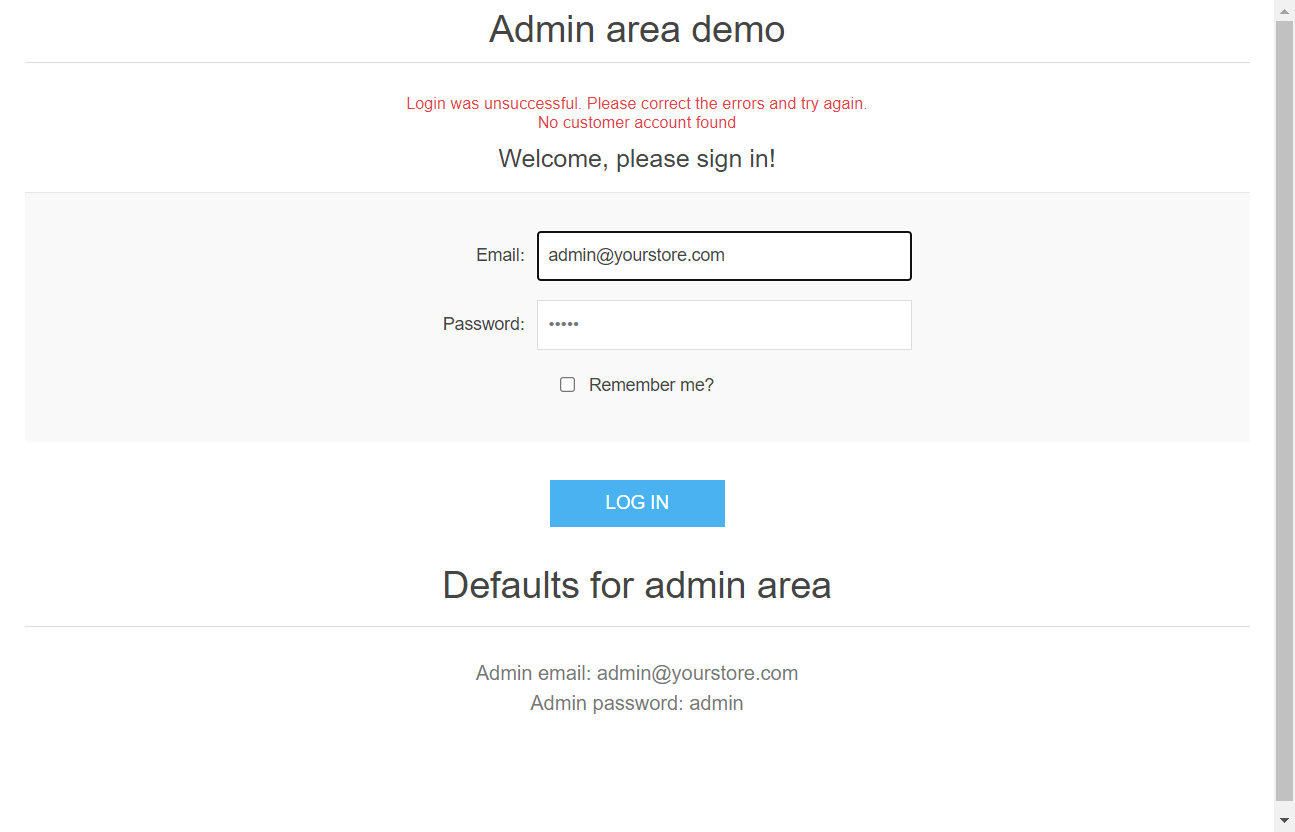 Admin area demo
Login was unsuccessful. Please correct the errors and try again.
No customer account found
Welcome, please sign in!
Email: admin@yourstore.com
Password: •••••
Remember me?
LOG IN
Defaults for admin area
Admin email: admin@yourstore.com
Admin password: admin